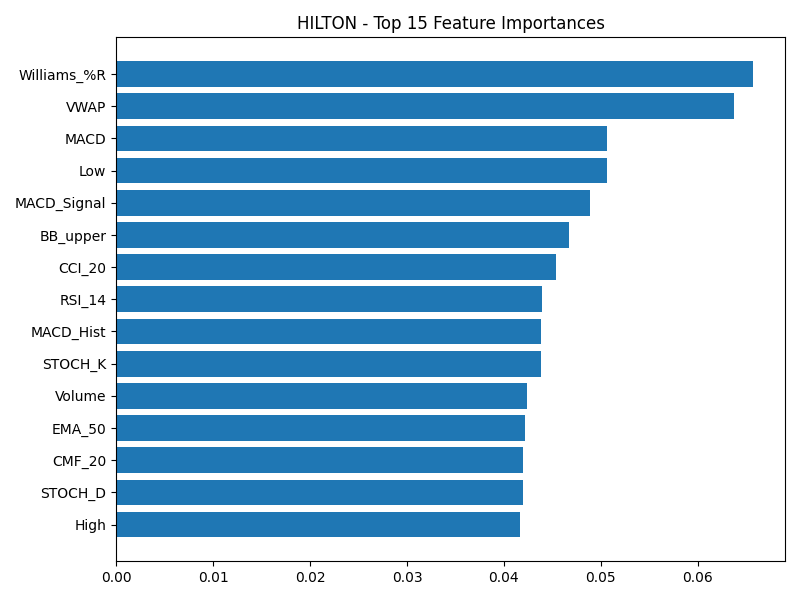 HILTON - Top 15 Feature Importances
Williams_%R
VWAP
MACD
Low
MACD_Signal
BB_upper
CCI_20
RSI_14
MACD_Hist
STOCH_K
Volume
EMA_50
CMF_20
STOCH_D
High
0.00 0.01 0.02 0.03 0.04 0.05 0.06